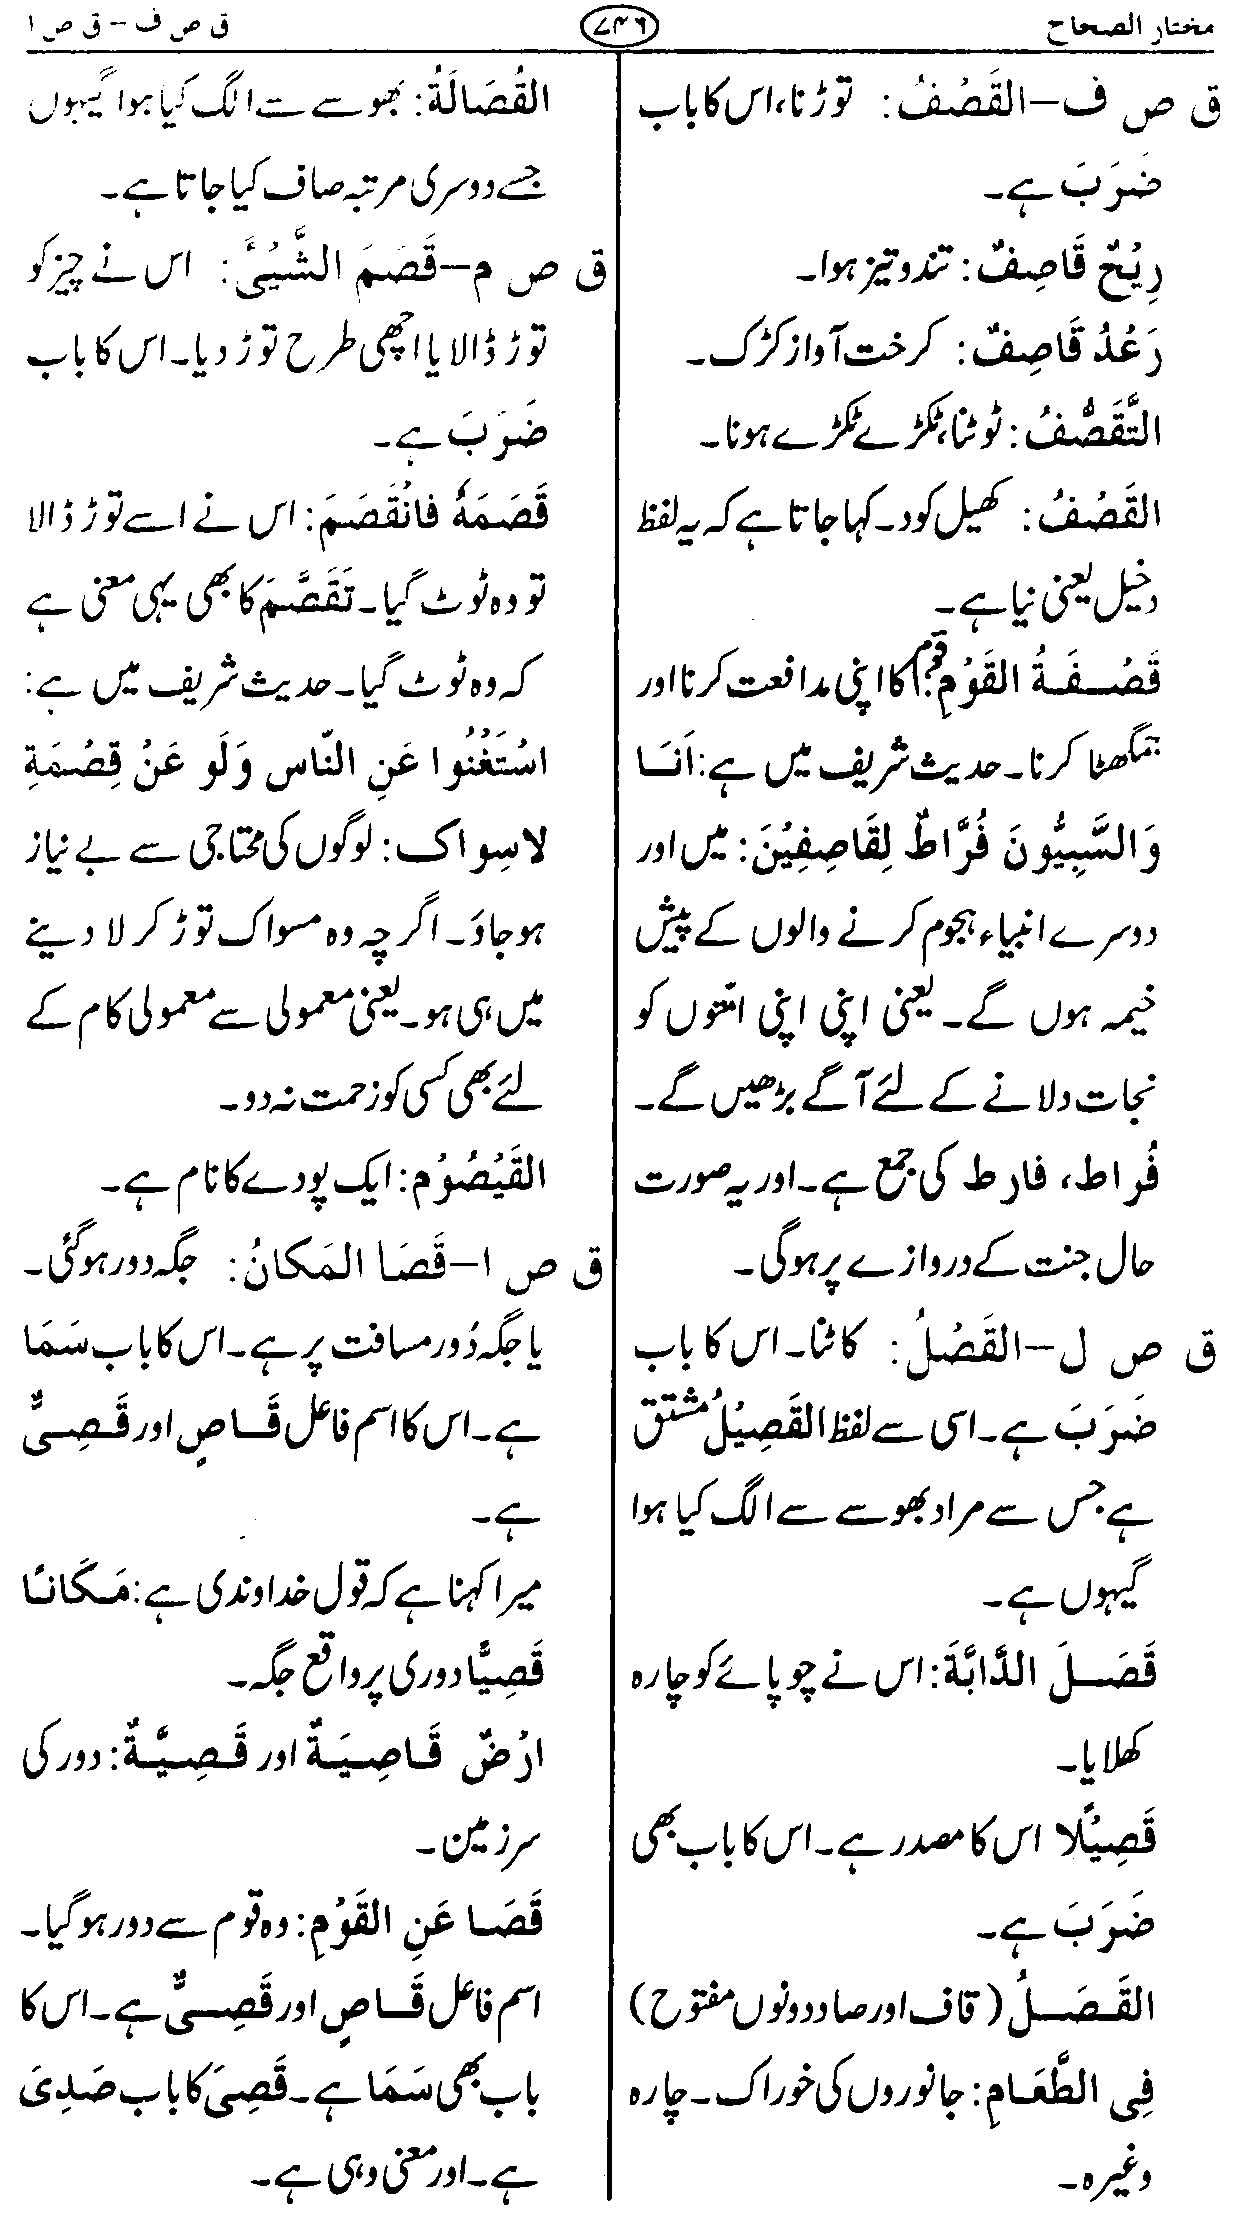 مختار الصحاح
۷۴۶
ق ص ف – ق ص ا
ق ص ف – القَصْفُ: توڑنا، اس کا باب
ضَرَبَ ہے۔
رِيْحٌ قَاصِفٌ: تند و تیز ہوا۔
رَعْدٌ قَاصِفٌ: کرخت آواز کڑک۔
التَّقَصُّفُ: ٹوٹنا، ٹکڑے ٹکڑے ہونا۔
القَصْفُ: کھیل کود۔ کہا جاتا ہے کہ یہ لفظ
دخیل یعنی نیا ہے۔
قَصْفَةُ القَوْمِ: قوم کا اپنی مدافعت کرنا اور
جمگھٹا کرنا۔ حدیث شریف میں ہے: اَنَا
وَالنَّبِيُّونَ فُرَّاطٌ لِقَاصِفِيْنَ: میں اور
دوسرے انبیاء ہجوم کرنے والوں کے پیش
خیمہ ہوں گے۔ یعنی اپنی اپنی امتوں کو
نجات دلانے کے لئے آگے بڑھیں گے۔
فُراط، فارط کی جمع ہے۔ اور یہ صورت
حال جنت کے دروازے پر ہوگی۔
ق ص ل – القَصْلُ: کاٹنا۔ اس کا باب
ضَرَبَ ہے۔ اسی سے لفظ القَصِيْلُ مشتق
ہے جس سے مراد بھوسے سے الگ کیا ہوا
گیہوں ہے۔
قَصَلَ الدَّابَّةَ: اس نے چوپائے کو چارہ
کھلایا۔
قَصِيْلًا اس کا مصدر ہے۔ اس کا باب بھی
ضَرَبَ ہے۔
القَصَلُ (قاف اور صاد دونوں مفتوح)
فِی الطَّعَامِ: جانوروں کی خوراک۔ چارہ
وغیرہ۔
القُصَالَةُ: بھوسے سے الگ کیا ہوا گیہوں
جسے دوسری مرتبہ صاف کیا جاتا ہے۔
ق ص م – قَصَمَ الشَّيْئَ: اس نے چیز کو
توڑ ڈالا یا اچھی طرح توڑ دیا۔ اس کا باب
ضَرَبَ ہے۔
قَصَمَهٗ فانْقَصَمَ: اس نے اسے توڑ ڈالا
تو وہ ٹوٹ گیا۔ تَقَصَّمَ کا بھی یہی معنی ہے
کہ وہ ٹوٹ گیا۔ حدیث شریف میں ہے:
اسْتَغْنُوا عَنِ النّاس وَلَو عَنْ قِصْمَةِ
لاسِواک: لوگوں کی محتاجی سے بے نیاز
ہو جاؤ۔ اگرچہ وہ مسواک توڑ کر لا دینے
میں ہی ہو۔ یعنی معمولی سے معمولی کام کے
لئے بھی کسی کو زحمت نہ دو۔
القَيْصُوْم: ایک پودے کا نام ہے۔
ق ص ا – قَصَا المَكانُ: جگہ دور ہوگئی۔
یا جگہ دُور مسافت پر ہے۔ اس کا باب سَمَا
ہے۔ اس کا اسم فاعل قَاصٍ اور قَصِیٌّ
ہے۔
میرا کہنا ہے کہ قول خداوندی ہے: مَكَانًا
قَصِيًّا دوری پر واقع جگہ۔
ارْضٌ قَاصِيَةٌ اور قَصِيَّةٌ: دور کی
سرزمین۔
قَصَا عَنِ القَوْمِ: وہ قوم سے دور ہوگیا۔
اسم فاعل قَاصٍ اور قَصِیٌّ ہے۔ اس کا
باب بھی سَمَا ہے۔ قَصِیَ کا باب صَدِیَ
ہے۔ اور معنی وہی ہے۔